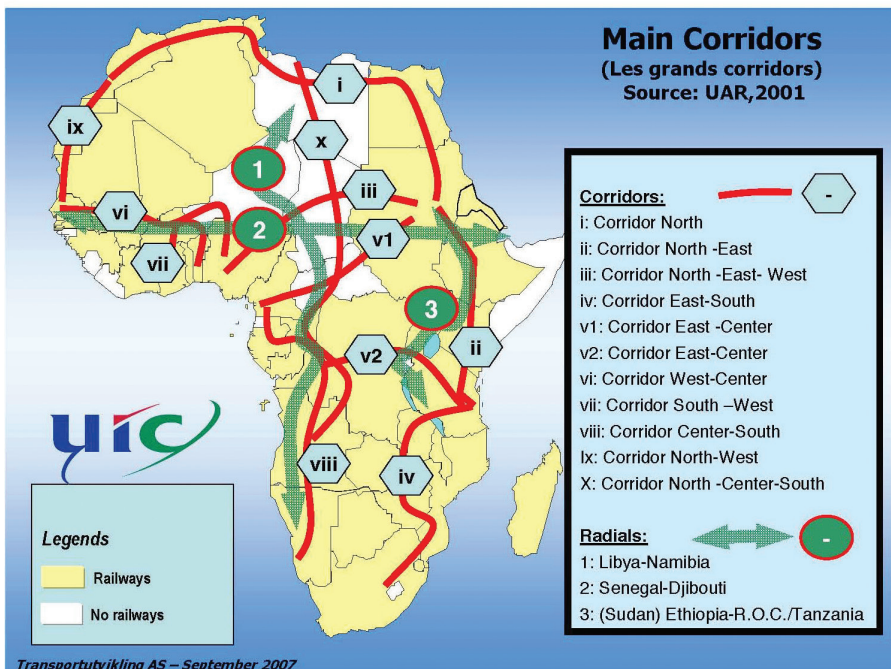 Main Corridors
(Les grands corridors)
Source: UAR,2001
i
ix
x
1
iii
vi
2
v1
vii
3
v2
ii
viii
iv
uic
Legends
Railways
No railways
Corridors:
-
i: Corridor North
ii: Corridor North -East
iii: Corridor North -East- West
iv: Corridor East-South
v1: Corridor East -Center
v2: Corridor East-Center
vi: Corridor West-Center
vii: Corridor South –West
viii: Corridor Center-South
Ix: Corridor North-West
X: Corridor North -Center-South
Radials:
-
1: Libya-Namibia
2: Senegal-Djibouti
3: (Sudan) Ethiopia-R.O.C./Tanzania
Transportutvikling AS – September 2007